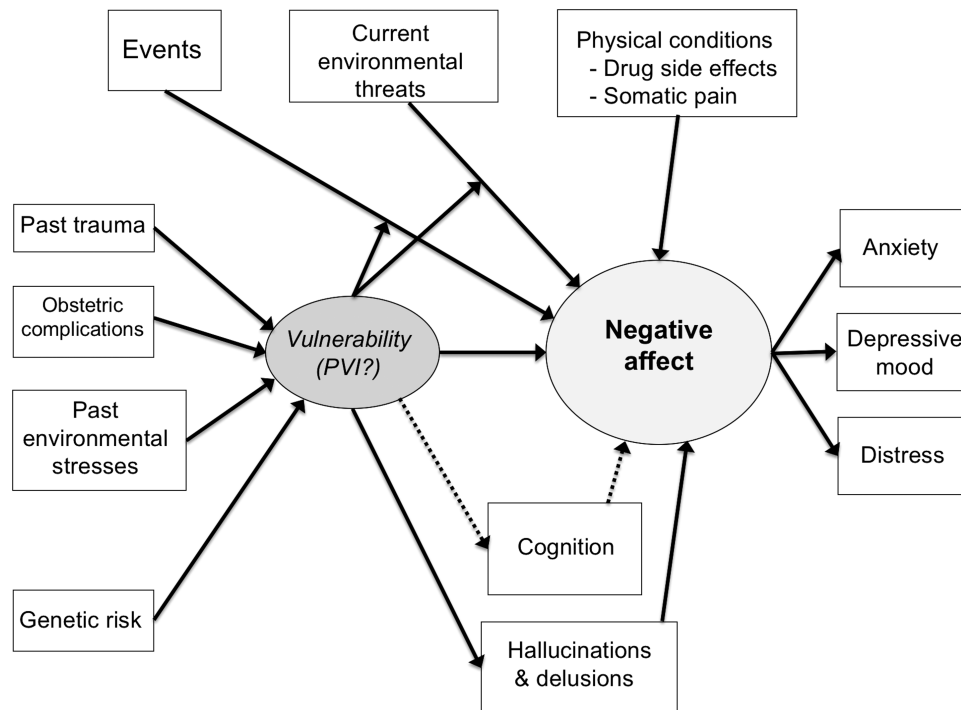 Events
Current
environmental
threats
Physical conditions
- Drug side effects
- Somatic pain
Past trauma
Obstetric
complications
Past
environmental
stresses
Genetic risk
Vulnerability
(PVI?)
Negative
affect
Anxiety
Depressive
mood
Distress
Cognition
Hallucinations
& delusions